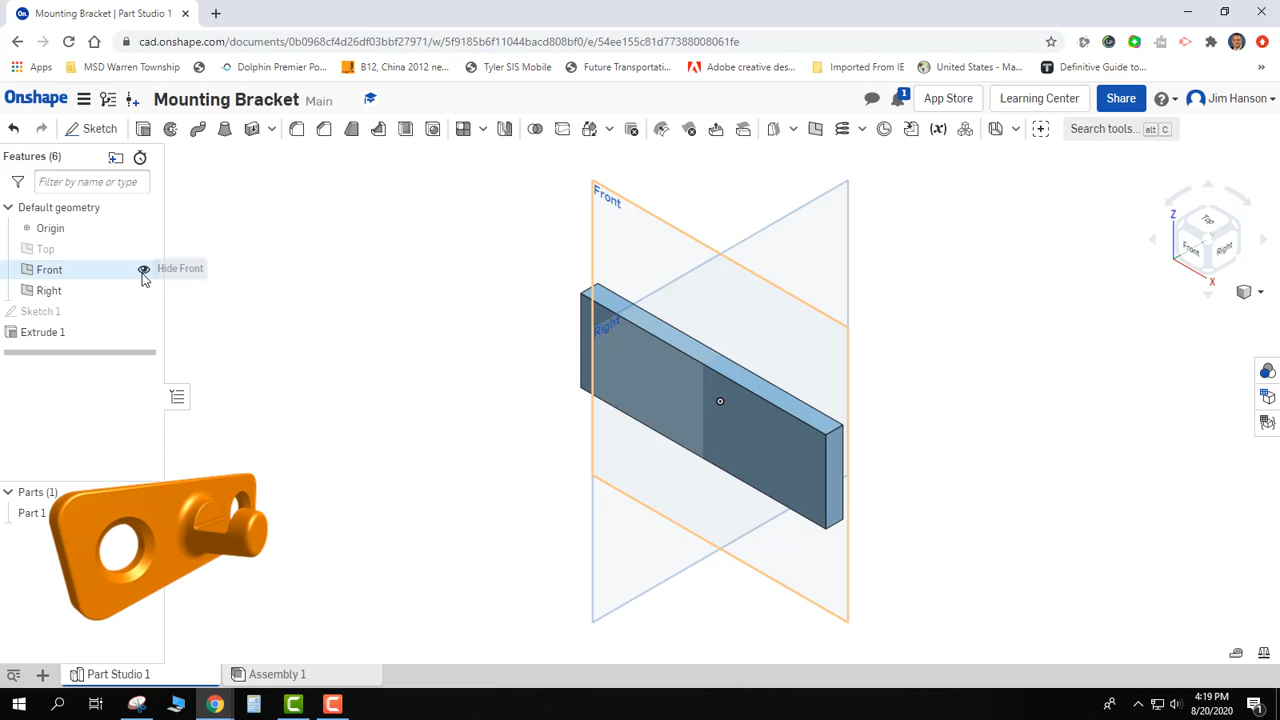 On Mounting Bracket | Part Studio 1
cad.onshape.com/documents/0b0968cf4d26df03bbf27971/w/5f9185b6f11044bacd808bf0/e/54ee155c81d77388008061fe
Apps MSD Warren Township Dolphin Premier Po... B12, China 2012 ne... Tyler SIS Mobile Future Transportati... Adobe creative des... Imported From IE United States - Ma... Definitive Guide to... »
Onshape Mounting Bracket Main 1 App Store Learning Center Share Jim Hanson
Sketch (x) Search tools... alt C
Features (6)
Filter by name or type
Default geometry
Origin
Top
Front Hide Front
Right
Sketch 1
Extrude 1
Parts (1)
Part 1
Front
Right
Z
Top
Front Right
X
Part Studio 1 Assembly 1
4:19 PM
8/20/2020
1